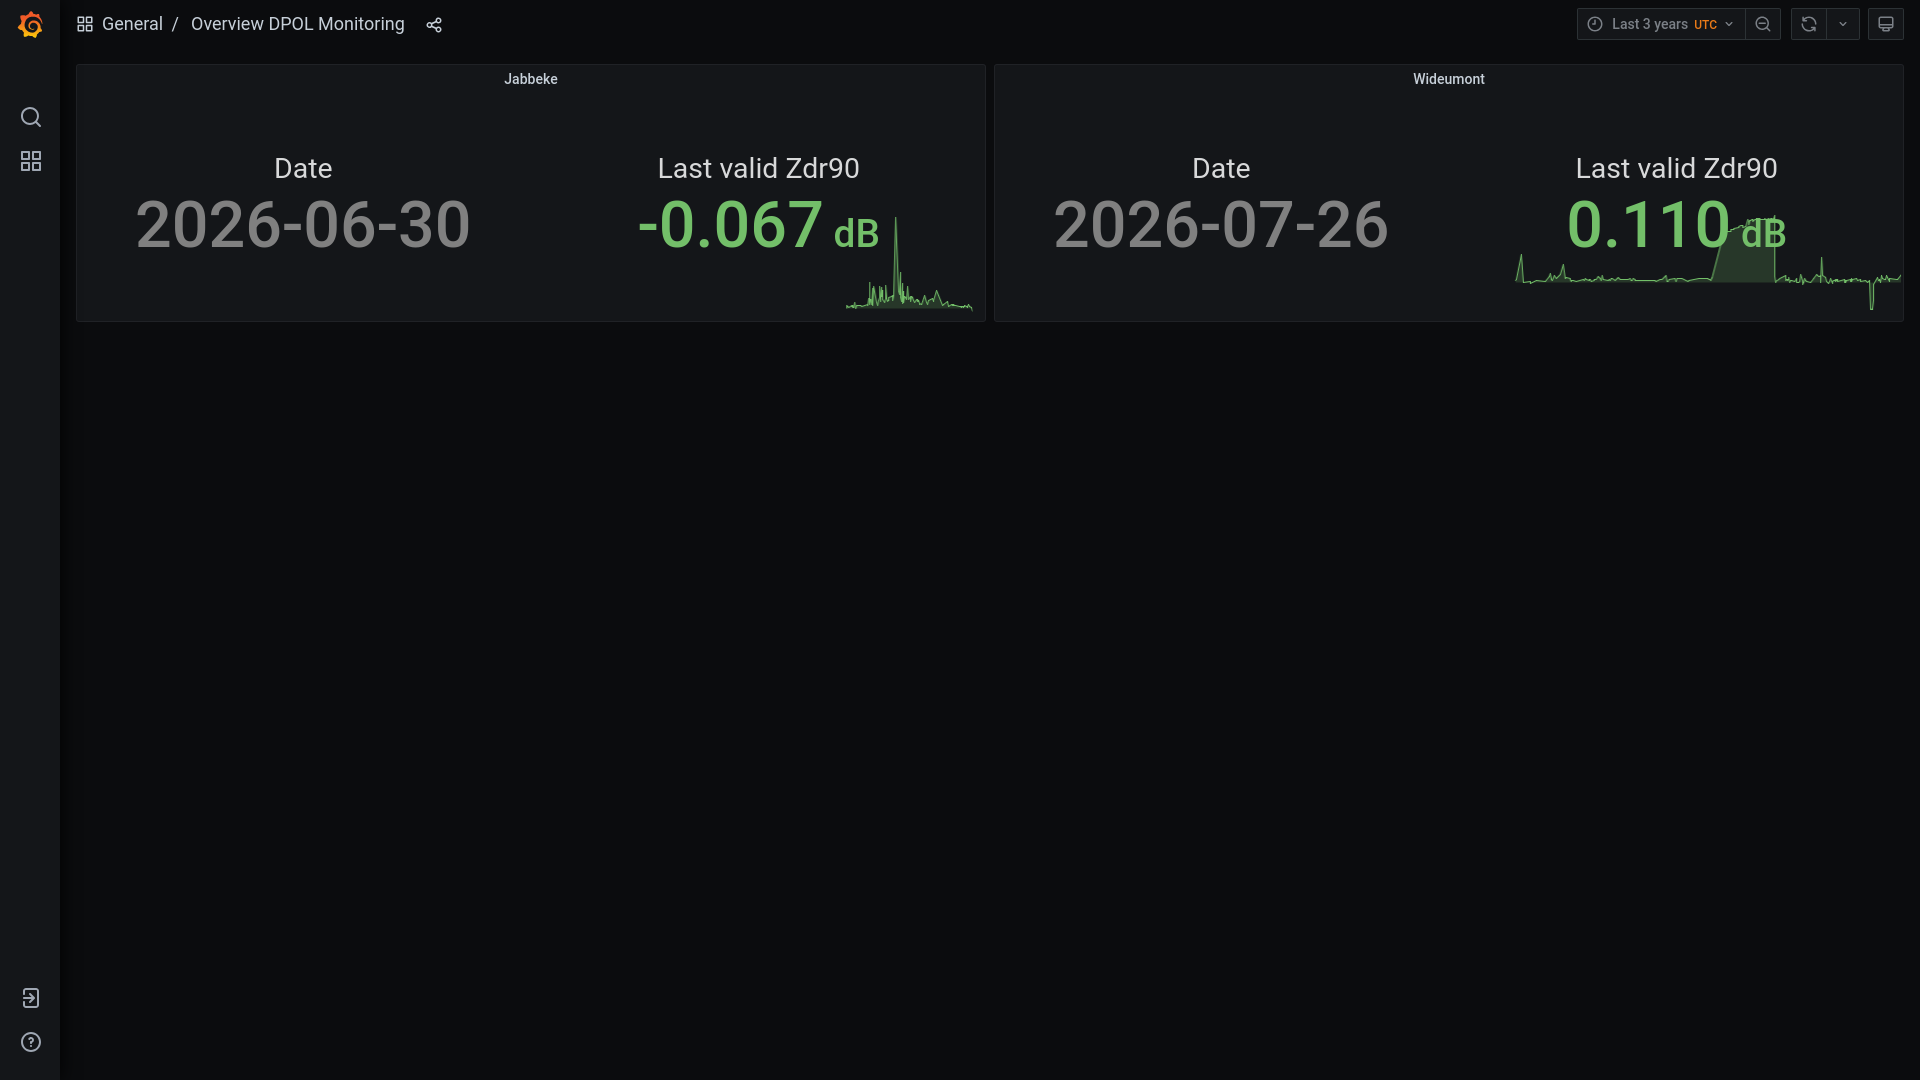 General / Overview DPOL Monitoring
Last 3 years UTC
Jabbeke
Date
2026-06-30
Last valid Zdr90
-0.067 dB
Wideumont
Date
2026-07-26
Last valid Zdr90
0.110 dB